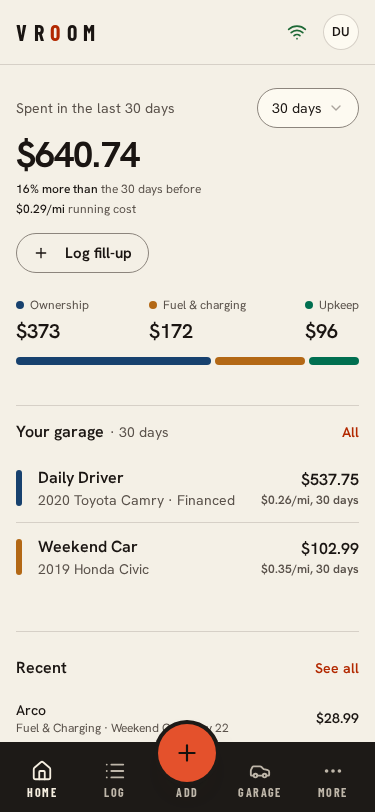 VROOM
DU
Spent in the last 30 days
30 days
$640.74
16% more than the 30 days before
$0.29/mi running cost
+ Log fill-up
Ownership
Fuel & charging
Upkeep
$373
$172
$96
Your garage · 30 days
All
Daily Driver
$537.75
2020 Toyota Camry · Financed
$0.26/mi, 30 days
Weekend Car
$102.99
2019 Honda Civic
$0.35/mi, 30 days
Recent
See all
Arco
$28.99
Fuel & Charging · Weekend 22
HOME
LOG
ADD
GARAGE
MORE